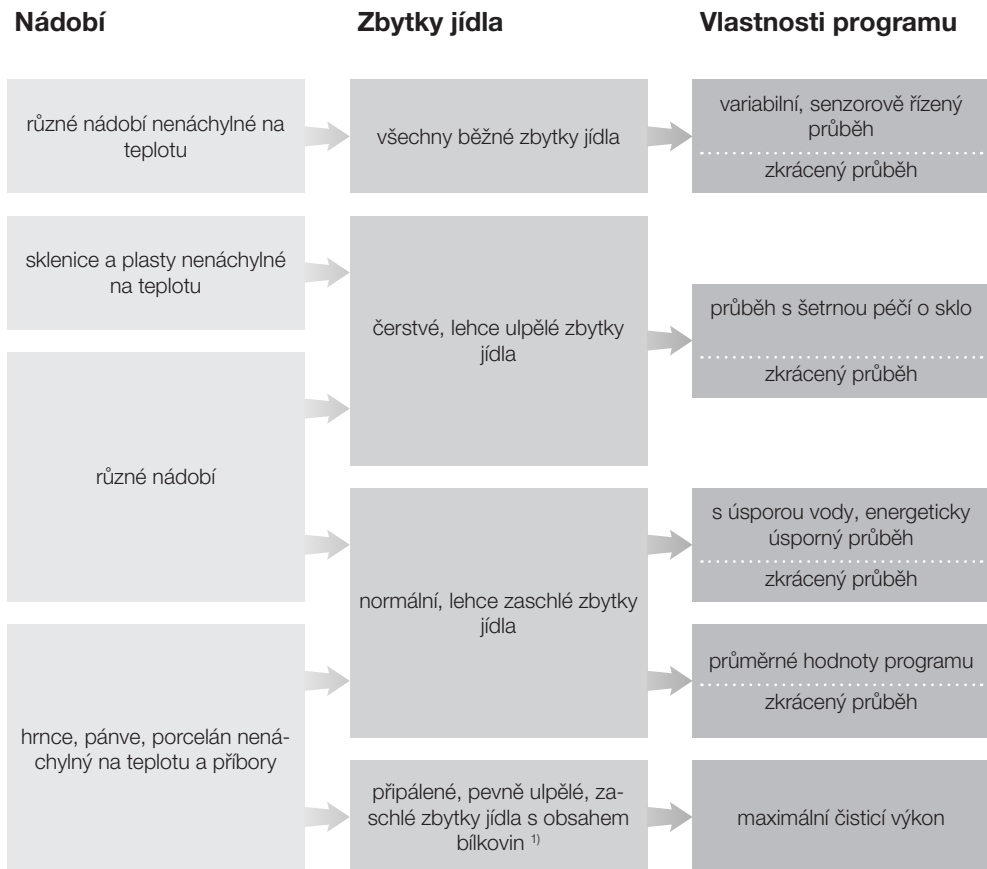 Nádobí
Zbytky jídla
Vlastnosti programu
různé nádobí nenáchylné na
teplotu
všechny běžné zbytky jídla
variabilní, senzorově řízený
průběh
zkrácený průběh
sklenice a plasty nenáchylné
na teplotu
čerstvé, lehce ulpělé zbytky
jídla
průběh s šetrnou péčí o sklo
zkrácený průběh
různé nádobí
normální, lehce zaschlé zbytky
jídla
s úsporou vody, energeticky
úsporný průběh
zkrácený průběh
průměrné hodnoty programu
zkrácený průběh
hrnce, pánve, porcelán nená-
chylný na teplotu a příbory
připálené, pevně ulpělé, za-
schlé zbytky jídla s obsahem
bílkovin 1)
maximální čisticí výkon